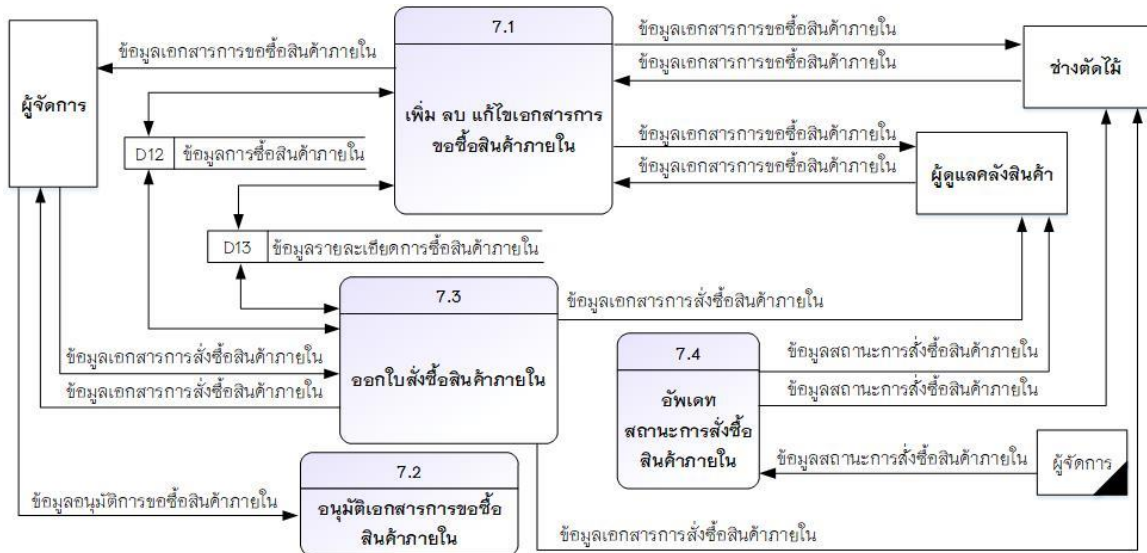 7.1
ข้อมูลเอกสารการขอซื้อสินค้าภายใน
ข้อมูลเอกสารการขอซื้อสินค้าภายใน
ข้อมูลเอกสารการขอซื้อสินค้าภายใน
ช่างตัดไม้
ผู้จัดการ
เพิ่ม ลบ แก้ไขเอกสารการ
ขอซื้อสินค้าภายใน
ข้อมูลเอกสารการขอซื้อสินค้าภายใน
D12 ข้อมูลการซื้อสินค้าภายใน
ข้อมูลเอกสารการขอซื้อสินค้าภายใน
ผู้ดูแลคลังสินค้า
D13 ข้อมูลรายละเอียดการซื้อสินค้าภายใน
7.3
ข้อมูลเอกสารการสั่งซื้อสินค้าภายใน
7.4
ข้อมูลเอกสารการสั่งซื้อสินค้าภายใน
ข้อมูลเอกสารการสั่งซื้อสินค้าภายใน
ออกใบสั่งซื้อสินค้าภายใน
ข้อมูลสถานะการสั่งซื้อสินค้าภายใน
ข้อมูลสถานะการสั่งซื้อสินค้าภายใน
อัพเดท
สถานะการสั่งซื้อ
สินค้าภายใน
ข้อมูลสถานะการสั่งซื้อสินค้าภายใน
ผู้จัดการ
7.2
ข้อมูลอนุมัติการขอซื้อสินค้าภายใน
อนุมัติเอกสารการขอซื้อ
สินค้าภายใน
ข้อมูลเอกสารการสั่งซื้อสินค้าภายใน